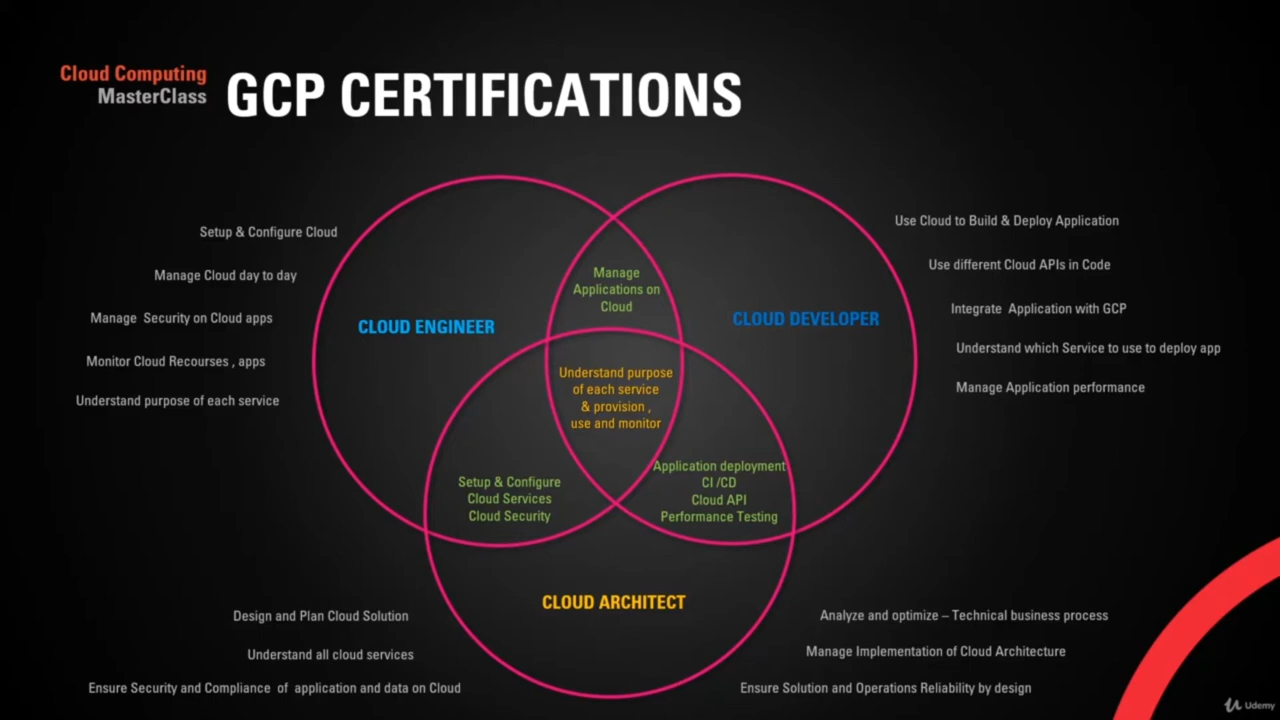 Cloud Computing
MasterClass
GCP CERTIFICATIONS
Setup & Configure Cloud
Manage Cloud day to day
Manage Security on Cloud apps
Monitor Cloud Recourses , apps
Understand purpose of each service
CLOUD ENGINEER
Manage
Applications on
Cloud
CLOUD DEVELOPER
Use Cloud to Build & Deploy Application
Use different Cloud APIs in Code
Integrate Application with GCP
Understand which Service to use to deploy app
Manage Application performance
Understand purpose
of each service
& provision ,
use and monitor
Setup & Configure
Cloud Services
Cloud Security
Application deployment
CI /CD
Cloud API
Performance Testing
CLOUD ARCHITECT
Design and Plan Cloud Solution
Understand all cloud services
Ensure Security and Compliance of application and data on Cloud
Analyze and optimize – Technical business process
Manage Implementation of Cloud Architecture
Ensure Solution and Operations Reliability by design
Udemy